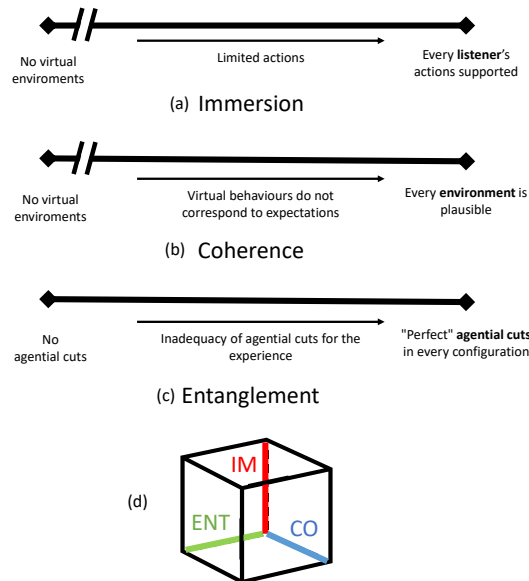 No virtual
enviroments
Limited actions
Every listener's
actions supported
(a) Immersion
No virtual
enviroments
Virtual behaviours do not
correspond to expectations
Every environment is
plausible
(b) Coherence
No
agential cuts
Inadequacy of agential cuts for the
experience
"Perfect" agential cuts
in every configuration
(c) Entanglement
(d)
IM
ENT
CO